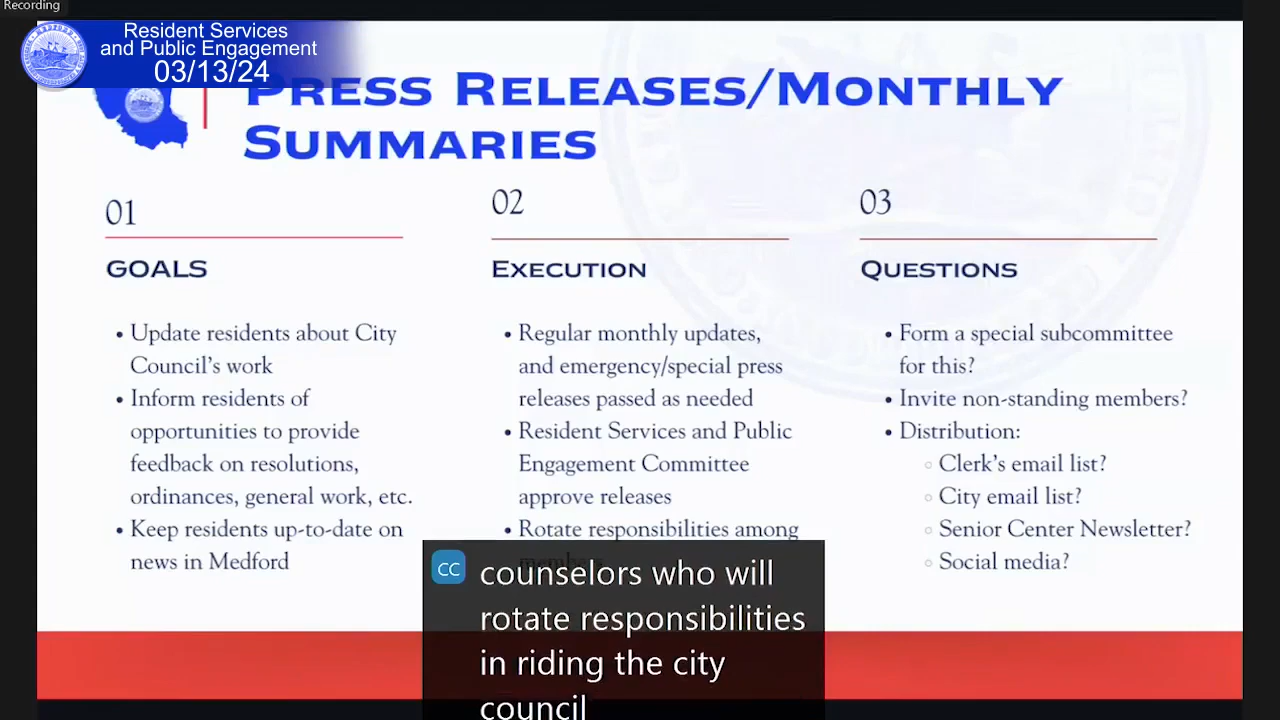 Recording
Resident Services
and Public Engagement
03/13/24
PRESS RELEASES/MONTHLY
SUMMARIES
01
GOALS
• Update residents about City
Council's work
• Inform residents of
opportunities to provide
feedback on resolutions,
ordinances, general work, etc.
• Keep residents up-to-date on
news in Medford
02
EXECUTION
• Regular monthly updates,
and emergency/special press
releases passed as needed
• Resident Services and Public
Engagement Committee
approve releases
• Rotate responsibilities among
members
03
QUESTIONS
• Form a special subcommittee
for this?
• Invite non-standing members?
• Distribution:
○ Clerk's email list?
○ City email list?
○ Senior Center Newsletter?
○ Social media?
CC
counselors who will
rotate responsibilities
in riding the city
council